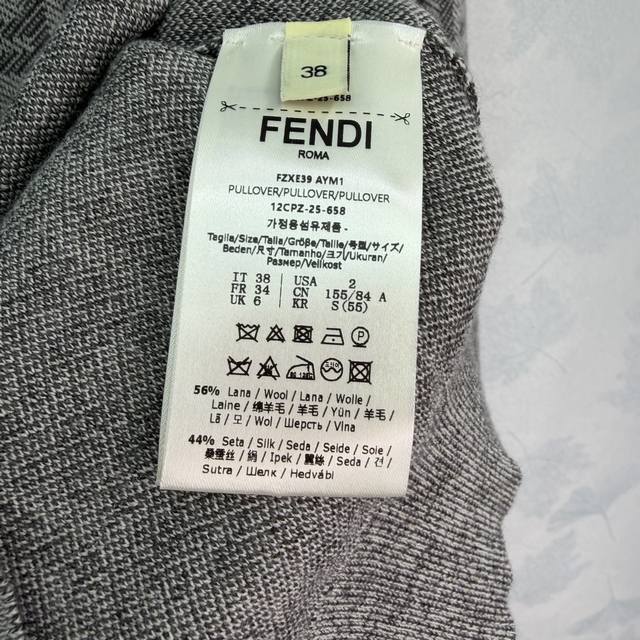 38
-25-658
FENDI
ROMA
FZXE39 AYM1
PULLOVER/PULLOVER/PULLOVER
12CPZ-25-658
가정용섬유제품 -
Taglia/Size/Talla/Größe/Taille/号型/サイズ/
Beden/尺寸/Tamanho/크기/Ukuran/
Размер/Velikost
IT 38 USA 2
FR 34 CN 155/84 A
UK 6 KR S(55)
56% Lana / Wool / Lana / Wolle /
Laine / 绵羊毛 / 羊毛 / Yün / 羊毛 /
Lã / 모 / Wol / Шерсть / Vlna
44% Seta / Silk / Seda / Seide / Soie /
桑蚕丝 / 絹 / Ipek / 蠶絲 / Seda / 견 /
Sutra / Шелк / Hedvábí